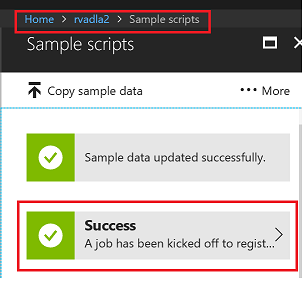 Home > rvadla2 > Sample scripts
Sample scripts
Copy sample data ••• More
Sample data updated successfully.
Success
A job has been kicked off to regist...